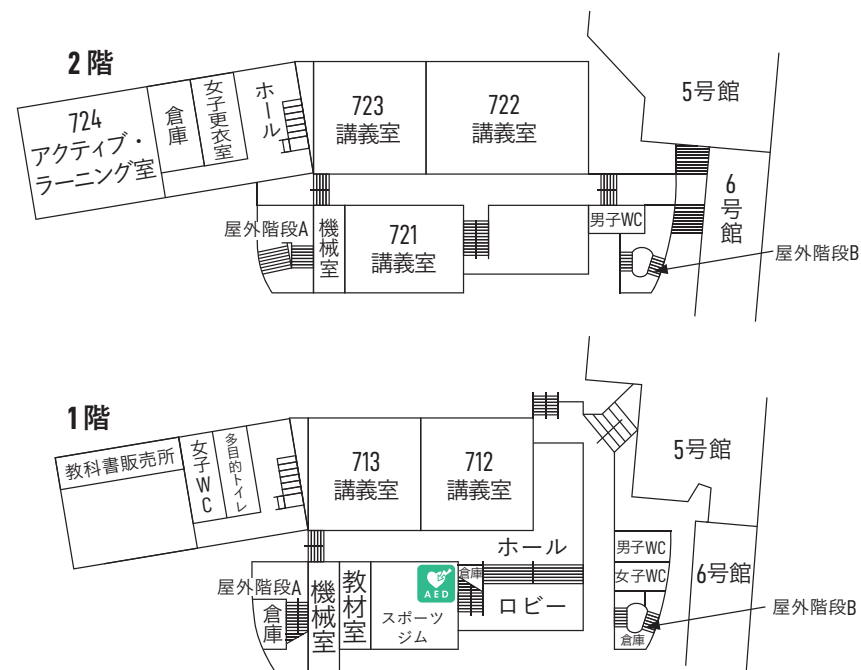 2階
724
アクティブ・
ラーニング室
倉庫
女子更衣室
ホール
723
講義室
722
講義室
5号館
6号館
屋外階段A
機械室
721
講義室
男子WC
屋外階段B
1階
教科書販売所
女子WC
多目的トイレ
713
講義室
712
講義室
5号館
ホール
男子WC
屋外階段A
倉庫
機械室
教材室
AED
スポーツ
ジム
倉庫
ロビー
女子WC
6号館
倉庫
屋外階段B